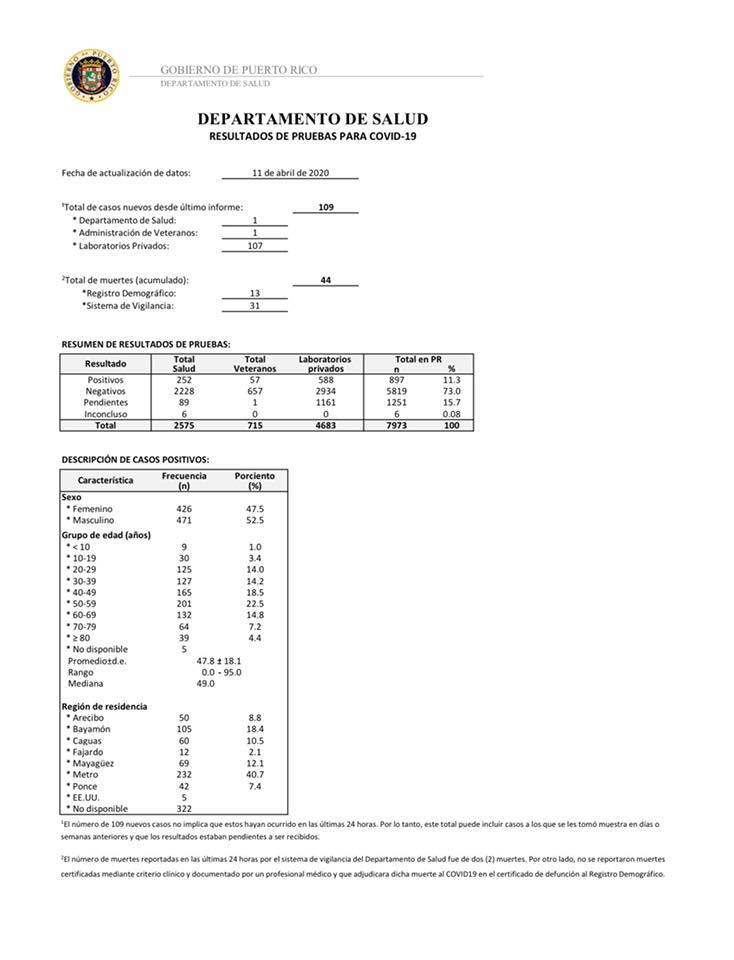 GOBIERNO DE PUERTO RICO
GOBIERNO DE PUERTO RICO
DEPARTAMENTO DE SALUD
DEPARTAMENTO DE SALUD
RESULTADOS DE PRUEBAS PARA COVID-19
Fecha de actualización de datos: 11 de abril de 2020
¹Total de casos nuevos desde último informe: 109
* Departamento de Salud: 1
* Administración de Veteranos: 1
* Laboratorios Privados: 107
²Total de muertes (acumulado): 44
*Registro Demográfico: 13
*Sistema de Vigilancia: 31
RESUMEN DE RESULTADOS DE PRUEBAS:
Resultado Total Salud Total Veteranos Laboratorios privados Total en PR n %
Positivos 252 57 588 897 11.3
Negativos 2228 657 2934 5819 73.0
Pendientes 89 1 1161 1251 15.7
Inconcluso 6 0 0 6 0.08
Total 2575 715 4683 7973 100
DESCRIPCIÓN DE CASOS POSITIVOS:
Característica Frecuencia (n) Porciento (%)
Sexo
* Femenino 426 47.5
* Masculino 471 52.5
Grupo de edad (años)
* < 10 9 1.0
* 10-19 30 3.4
* 20-29 125 14.0
* 30-39 127 14.2
* 40-49 165 18.5
* 50-59 201 22.5
* 60-69 132 14.8
* 70-79 64 7.2
* ≥ 80 39 4.4
* No disponible 5
Promedio±d.e. 47.8 ± 18.1
Rango 0.0 - 95.0
Mediana 49.0
Región de residencia
* Arecibo 50 8.8
* Bayamón 105 18.4
* Caguas 60 10.5
* Fajardo 12 2.1
* Mayagüez 69 12.1
* Metro 232 40.7
* Ponce 42 7.4
* EE.UU. 5
* No disponible 322
¹El número de 109 nuevos casos no implica que estos hayan ocurrido en las últimas 24 horas. Por lo tanto, este total puede incluir casos a los que se les tomó muestra en días o
semanas anteriores y que los resultados estaban pendientes a ser recibidos.
²El número de muertes reportadas en las últimas 24 horas por el sistema de vigilancia del Departamento de Salud fue de dos (2) muertes. Por otro lado, no se reportaron muertes
certificadas mediante criterio clínico y documentado por un profesional médico y que adjudicara dicha muerte al COVID19 en el certificado de defunción al Registro Demográfico.